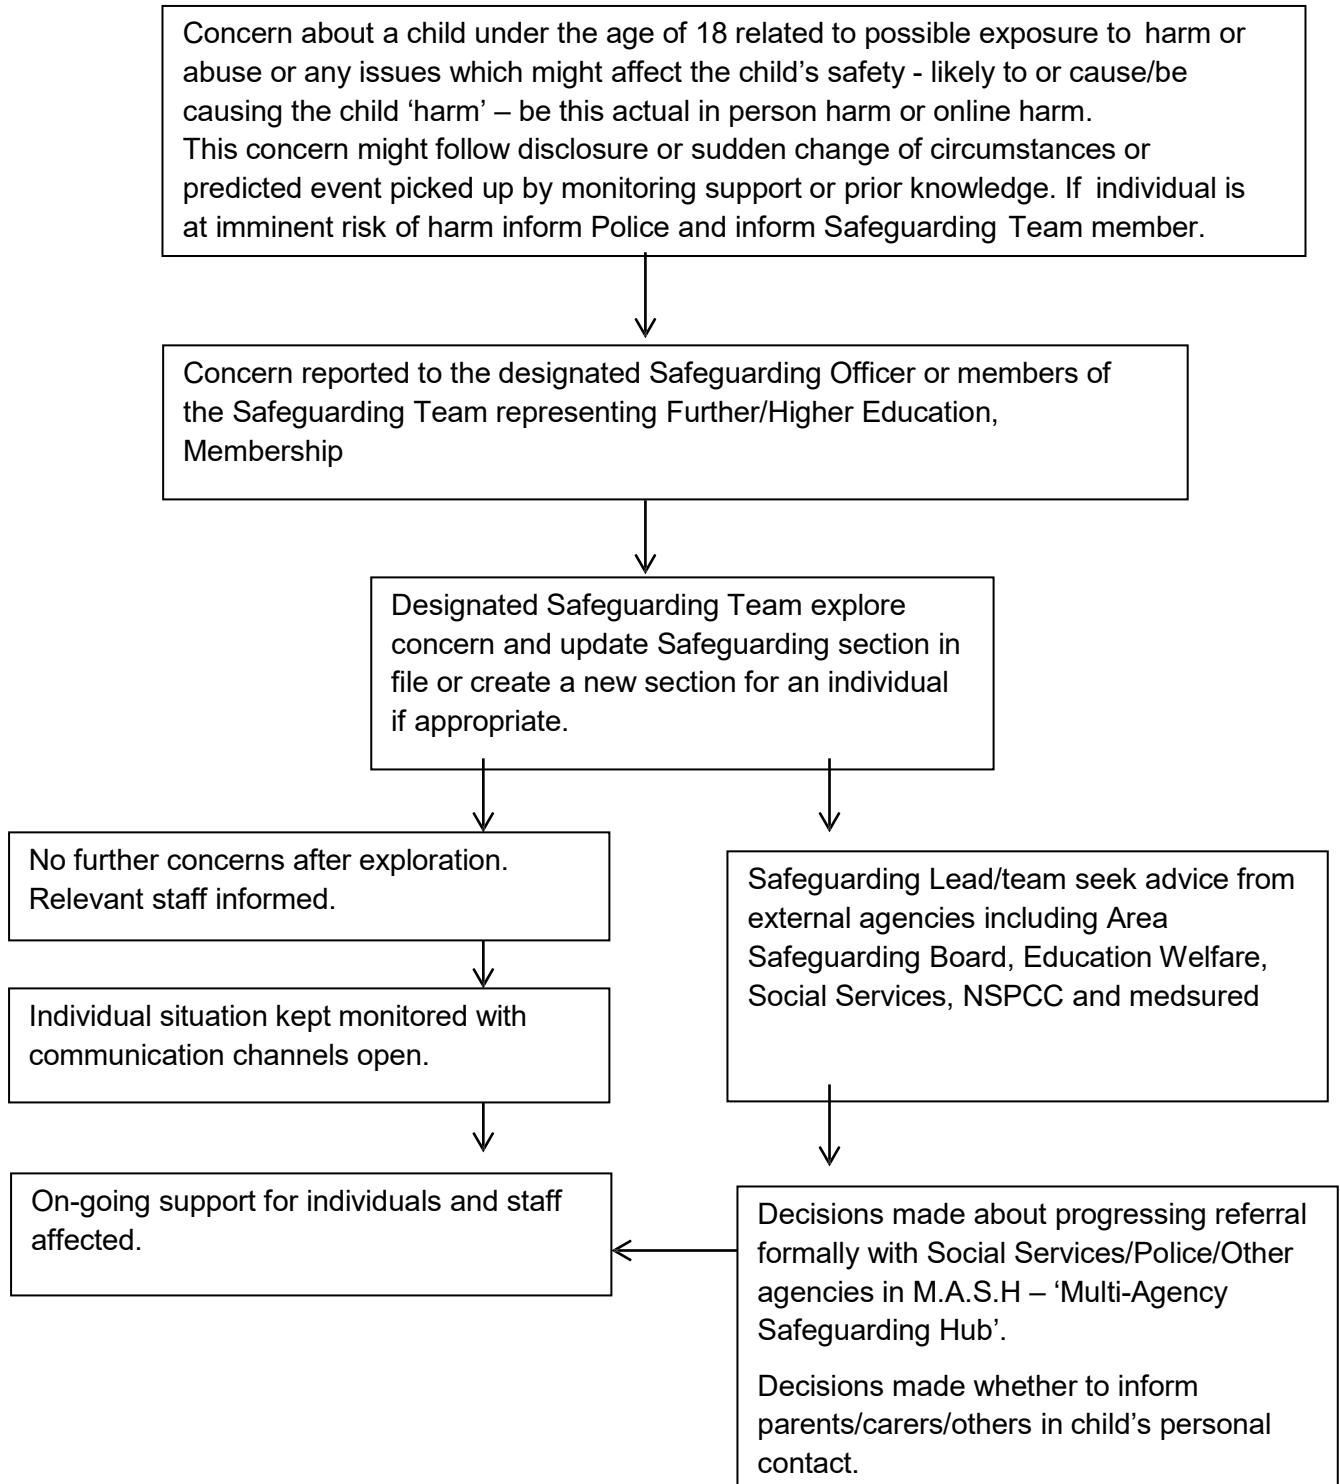 Concern about a child under the age of 18 related to possible exposure to harm or
abuse or any issues which might affect the child’s safety - likely to or cause/be
causing the child ‘harm’ – be this actual in person harm or online harm.
This concern might follow disclosure or sudden change of circumstances or
predicted event picked up by monitoring support or prior knowledge. If individual is
at imminent risk of harm inform Police and inform Safeguarding Team member.
Concern reported to the designated Safeguarding Officer or members of
the Safeguarding Team representing Further/Higher Education,
Membership
Designated Safeguarding Team explore
concern and update Safeguarding section in
file or create a new section for an individual
if appropriate.
No further concerns after exploration.
Relevant staff informed.
Individual situation kept monitored with
communication channels open.
On-going support for individuals and staff
affected.
Safeguarding Lead/team seek advice from
external agencies including Area
Safeguarding Board, Education Welfare,
Social Services, NSPCC and medsured
Decisions made about progressing referral
formally with Social Services/Police/Other
agencies in M.A.S.H – ‘Multi-Agency
Safeguarding Hub’.
Decisions made whether to inform
parents/carers/others in child’s personal
contact.